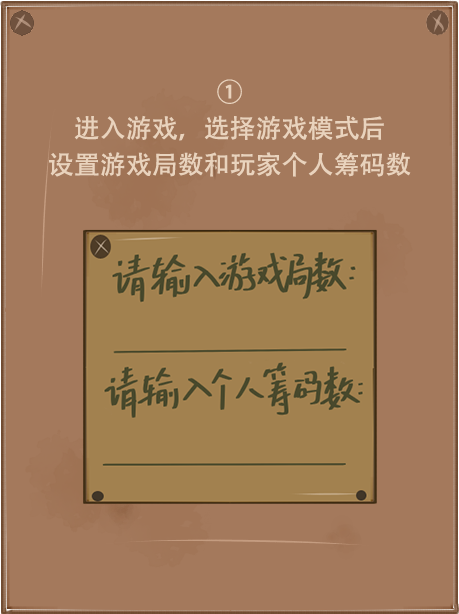 ①
进入游戏，选择游戏模式后
设置游戏局数和玩家个人筹码数
请输入游戏局数：
请输入个人筹码数：